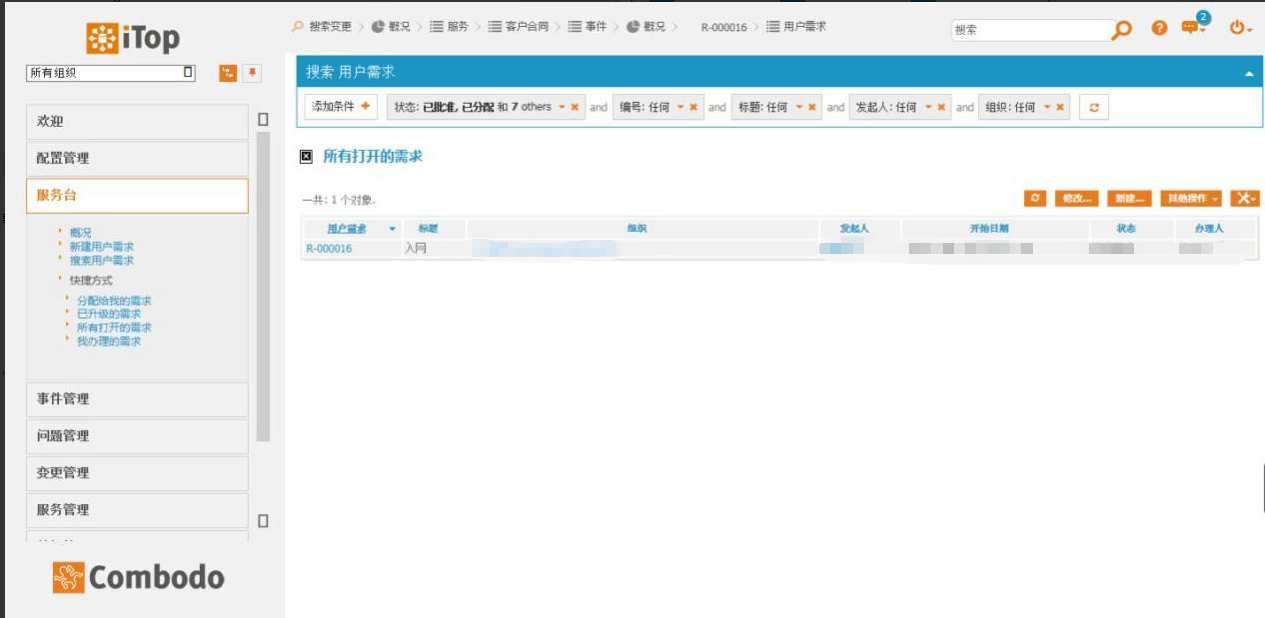 iTop
搜索变更 概况 服务 客户合同 事件 概况 R-000016 用户需求
搜索
2
所有组织
搜索 用户需求
添加条件 状态: 已批准, 已分配 和 7 others and 编号: 任何 and 标题: 任何 and 发起人: 任何 and 组织: 任何
欢迎
配置管理
服务台
概况
新建用户需求
搜索用户需求
快捷方式
分配给我的需求
已升级的需求
所有打开的需求
我办理的需求
事件管理
问题管理
变更管理
服务管理
Combodo
所有打开的需求
一共: 1 个对象.
修改... 新建... 其他操作
用户需求 标题 组织 发起人 开始日期 状态 办理人
R-000016 入网